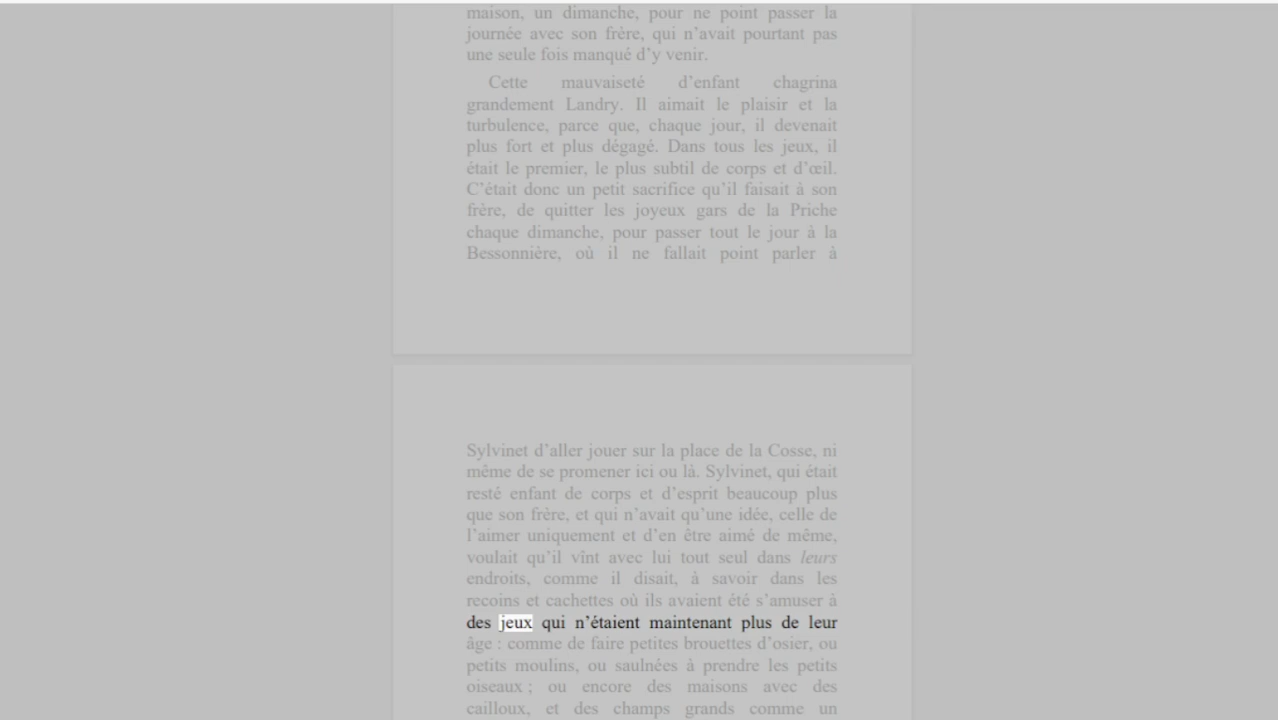 maison, un dimanche, pour ne point passer la
journée avec son frère, qui n’avait pourtant pas
une seule fois manqué d’y venir.
Cette mauvaiseté d’enfant chagrina
grandement Landry. Il aimait le plaisir et la
turbulence, parce que, chaque jour, il devenait
plus fort et plus dégagé. Dans tous les jeux, il
était le premier, le plus subtil de corps et d’œil.
C’était donc un petit sacrifice qu’il faisait à son
frère, de quitter les joyeux gars de la Priche
chaque dimanche, pour passer tout le jour à la
Bessonnière, où il ne fallait point parler à
Sylvinet d’aller jouer sur la place de la Cosse, ni
même de se promener ici ou là. Sylvinet, qui était
resté enfant de corps et d’esprit beaucoup plus
que son frère, et qui n’avait qu’une idée, celle de
l’aimer uniquement et d’en être aimé de même,
voulait qu’il vînt avec lui tout seul dans leurs
endroits, comme il disait, à savoir dans les
recoins et cachettes où ils avaient été s’amuser à
des jeux qui n’étaient maintenant plus de leur
âge : comme de faire petites brouettes d’osier, ou
petits moulins, ou saulnées à prendre les petits
oiseaux ; ou encore des maisons avec des
cailloux, et des champs grands comme un